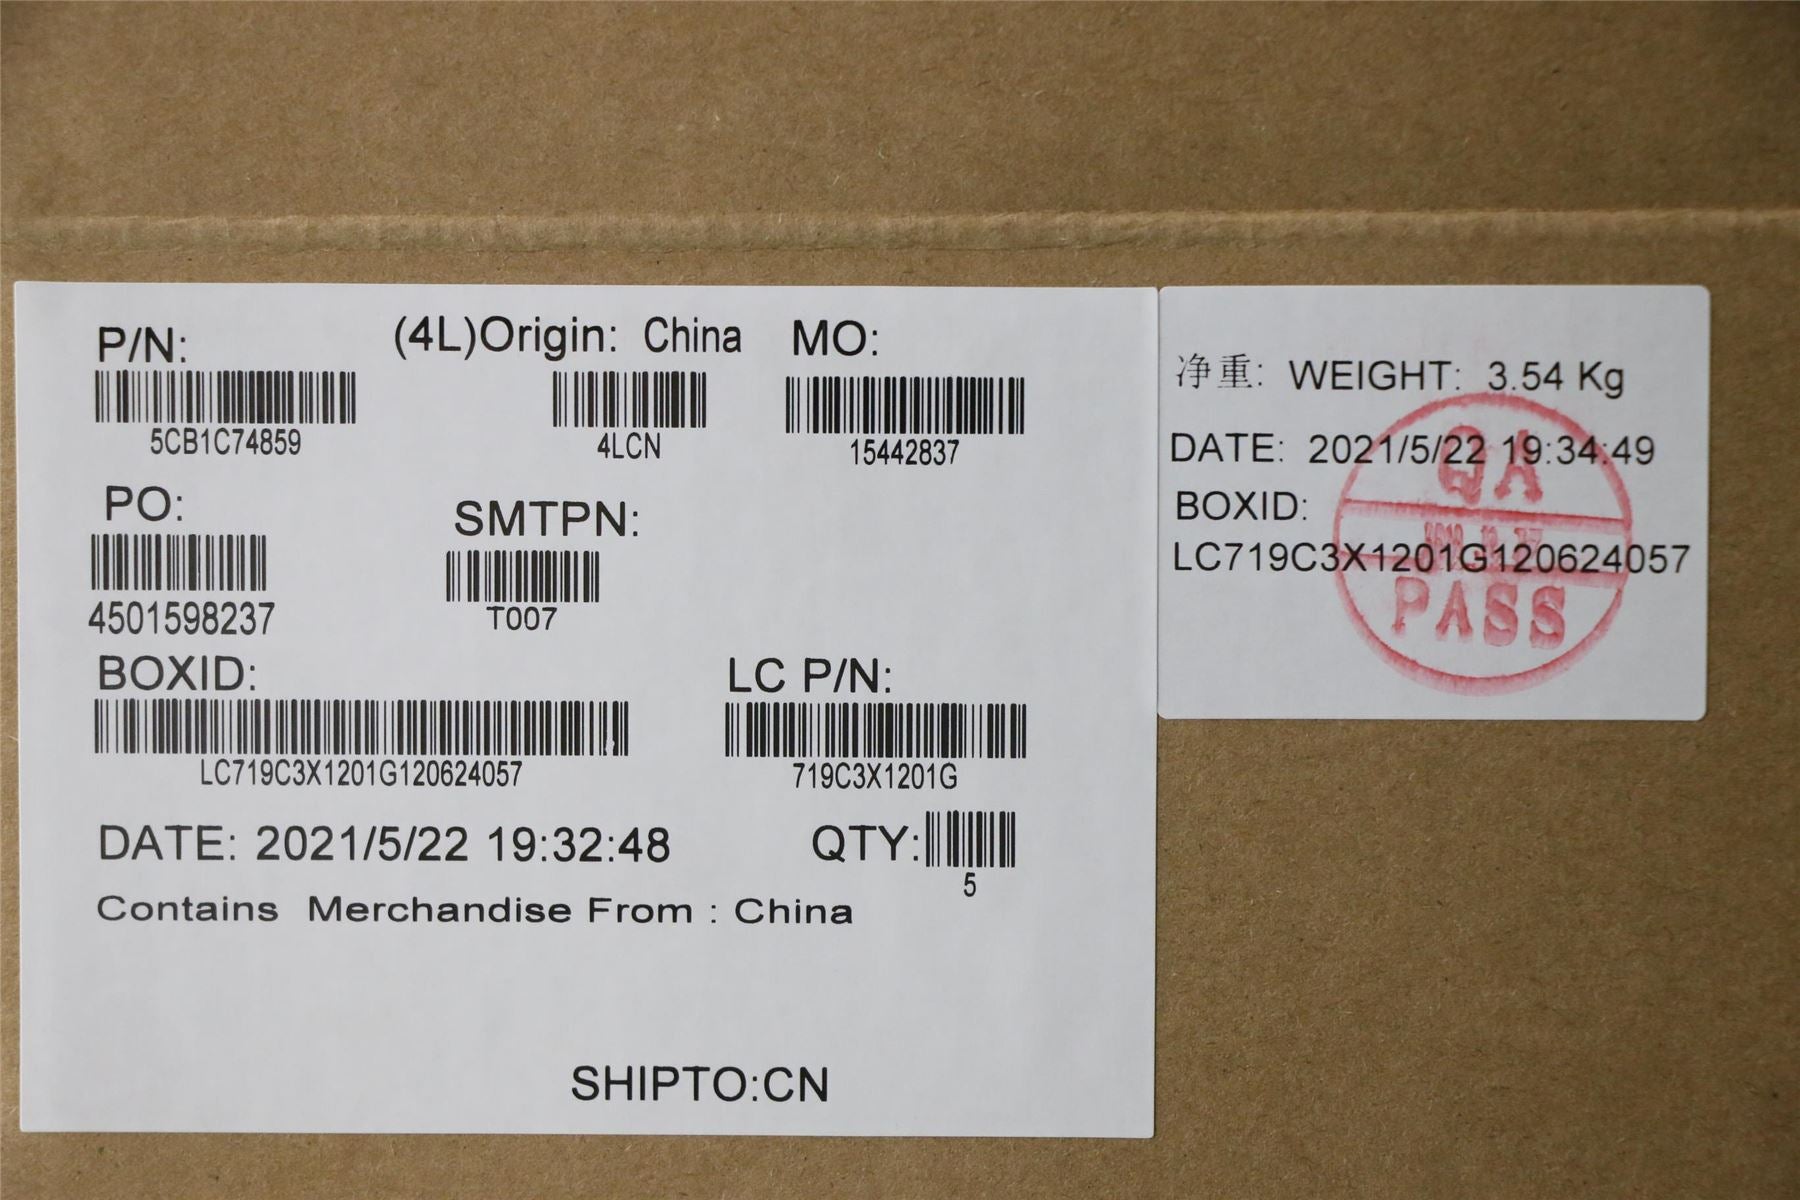 P/N: (4L)Origin: China MO:
5CB1C74859 4LCN 15442837
PO: SMTPN:
4501598237 T007
BOXID: LC P/N:
LC719C3X1201G120624057 719C3X1201G
DATE: 2021/5/22 19:32:48 QTY:
5
Contains Merchandise From : China
SHIPTO:CN
净重: WEIGHT: 3.54 Kg
DATE: 2021/5/22 19:34:49
BOXID:
LC719C3X1201G120624057
QA
PASS